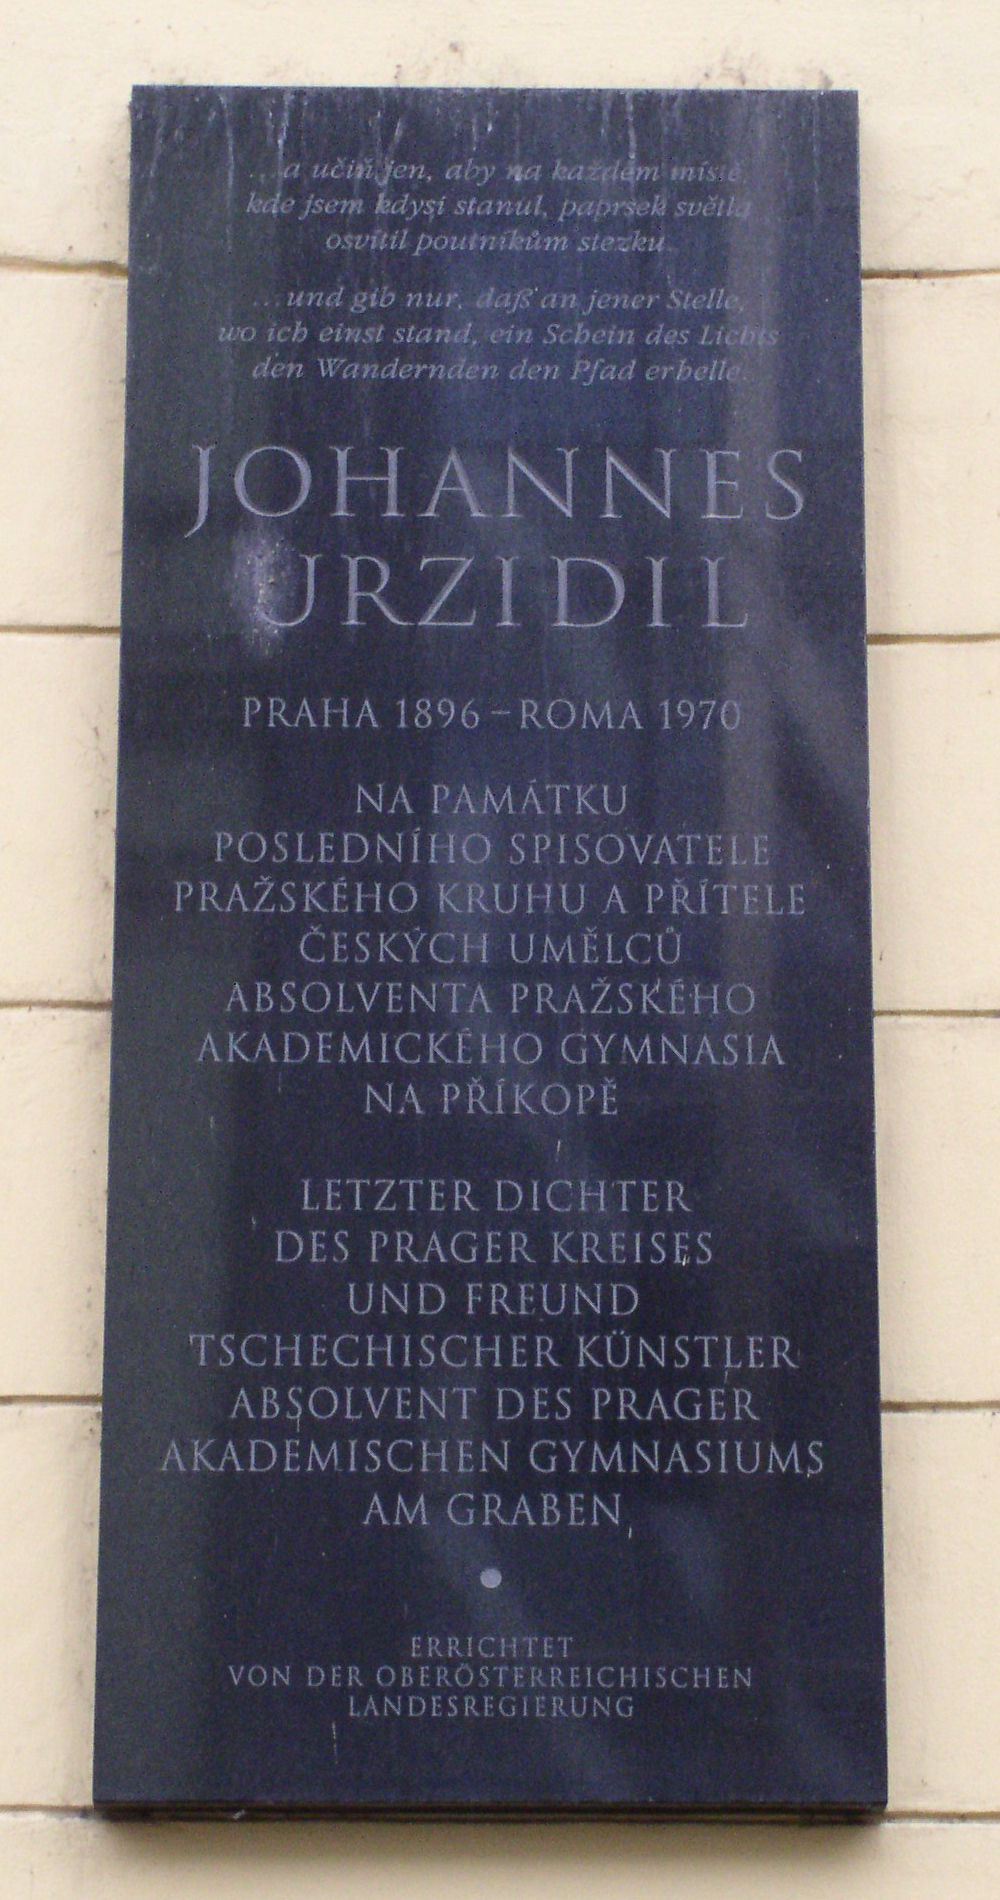 ...a učiň jen, aby na každém místě,
kde jsem kdysi stanul, paprsek světla
osvítil poutníkům stezku.
...und gib nur, daß an jener Stelle,
wo ich einst stand, ein Schein des Lichts
den Wandernden den Pfad erhelle.
JOHANNES
URZIDIL
PRAHA 1896 – ROMA 1970
NA PAMÁTKU
POSLEDNÍHO SPISOVATELE
PRAŽSKÉHO KRUHU A PŘÍTELE
ČESKÝCH UMĚLCŮ
ABSOLVENTA PRAŽSKÉHO
AKADEMICKÉHO GYMNASIA
NA PŘÍKOPĚ
LETZTER DICHTER
DES PRAGER KREISES
UND FREUND
TSCHECHISCHER KÜNSTLER
ABSOLVENT DES PRAGER
AKADEMISCHEN GYMNASIUMS
AM GRABEN
ERRICHTET
VON DER OBERÖSTERREICHISCHEN
LANDESREGIERUNG